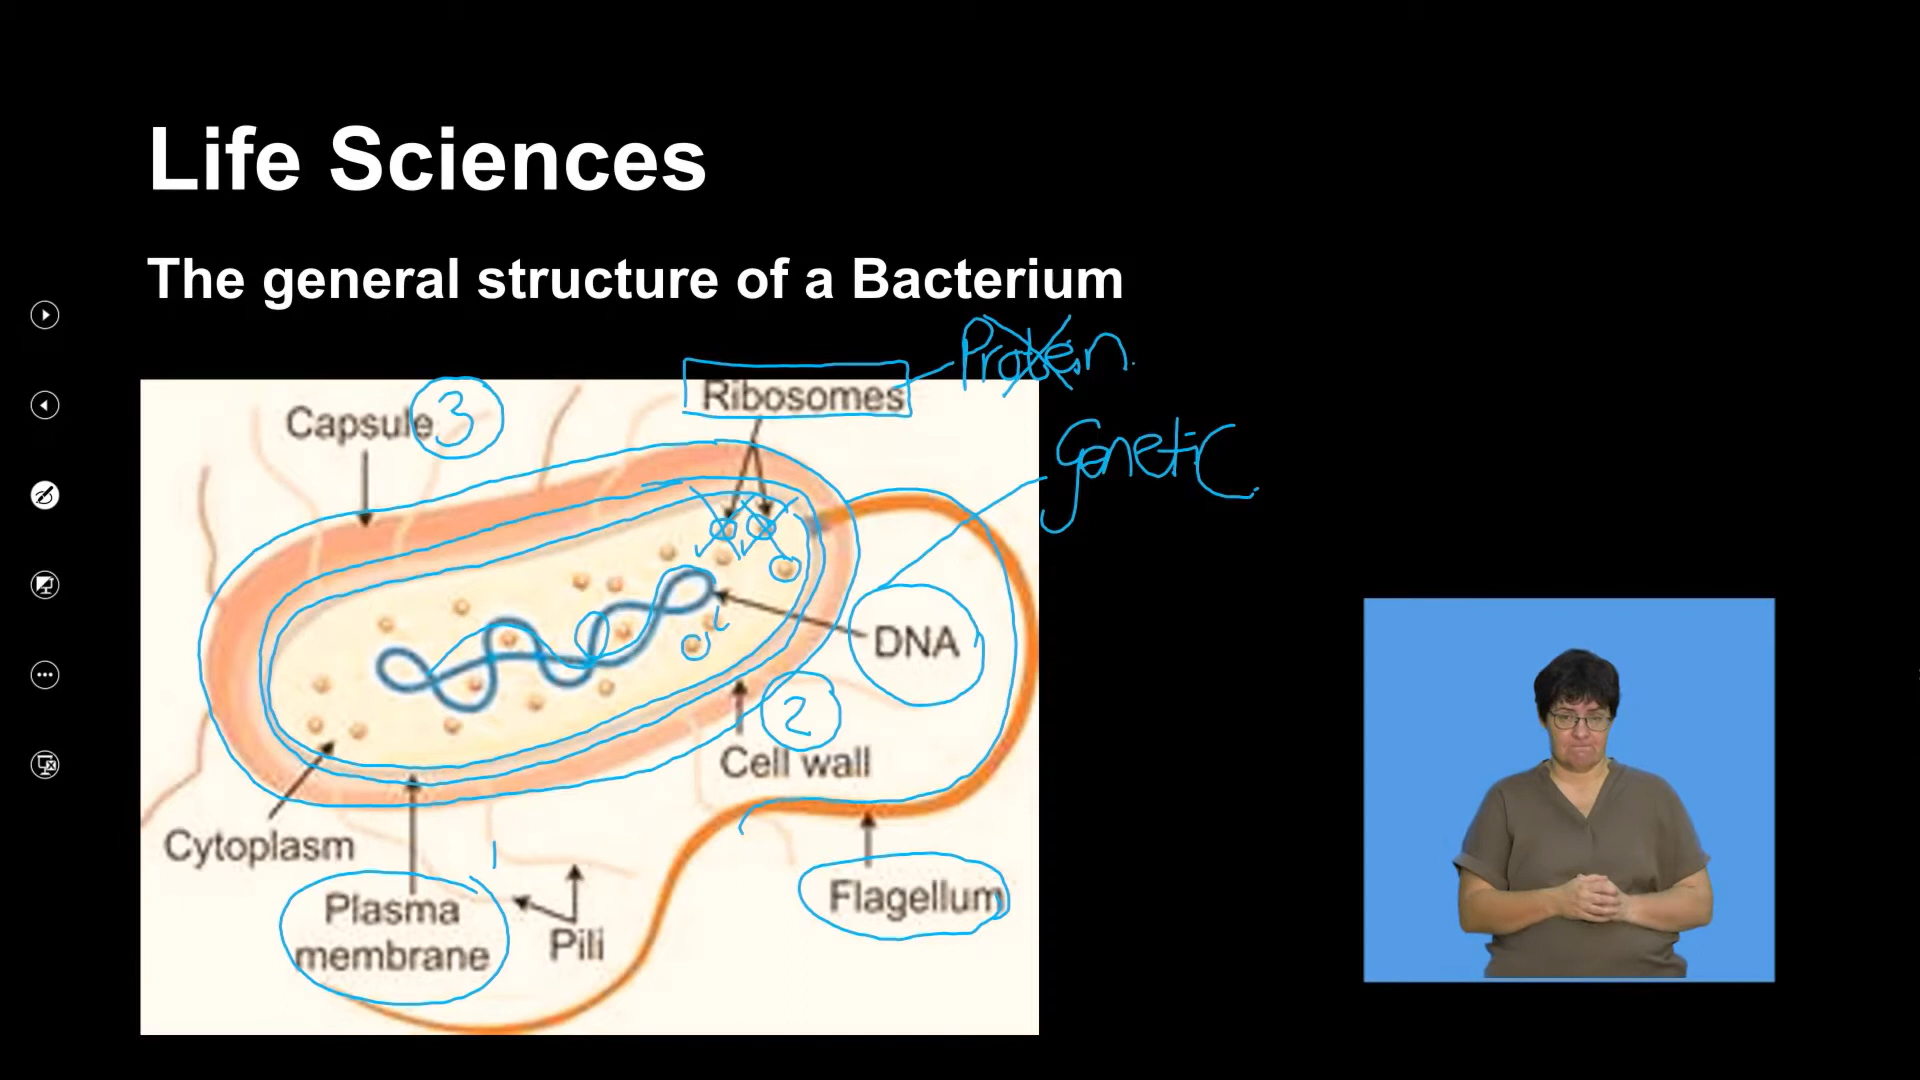 Life Sciences
The general structure of a Bacterium
Protein.
Ribosomes
Capsule 3
Genetic
DNA
2
Cell wall
Cytoplasm
1
Plasma
membrane
Pili
Flagellum